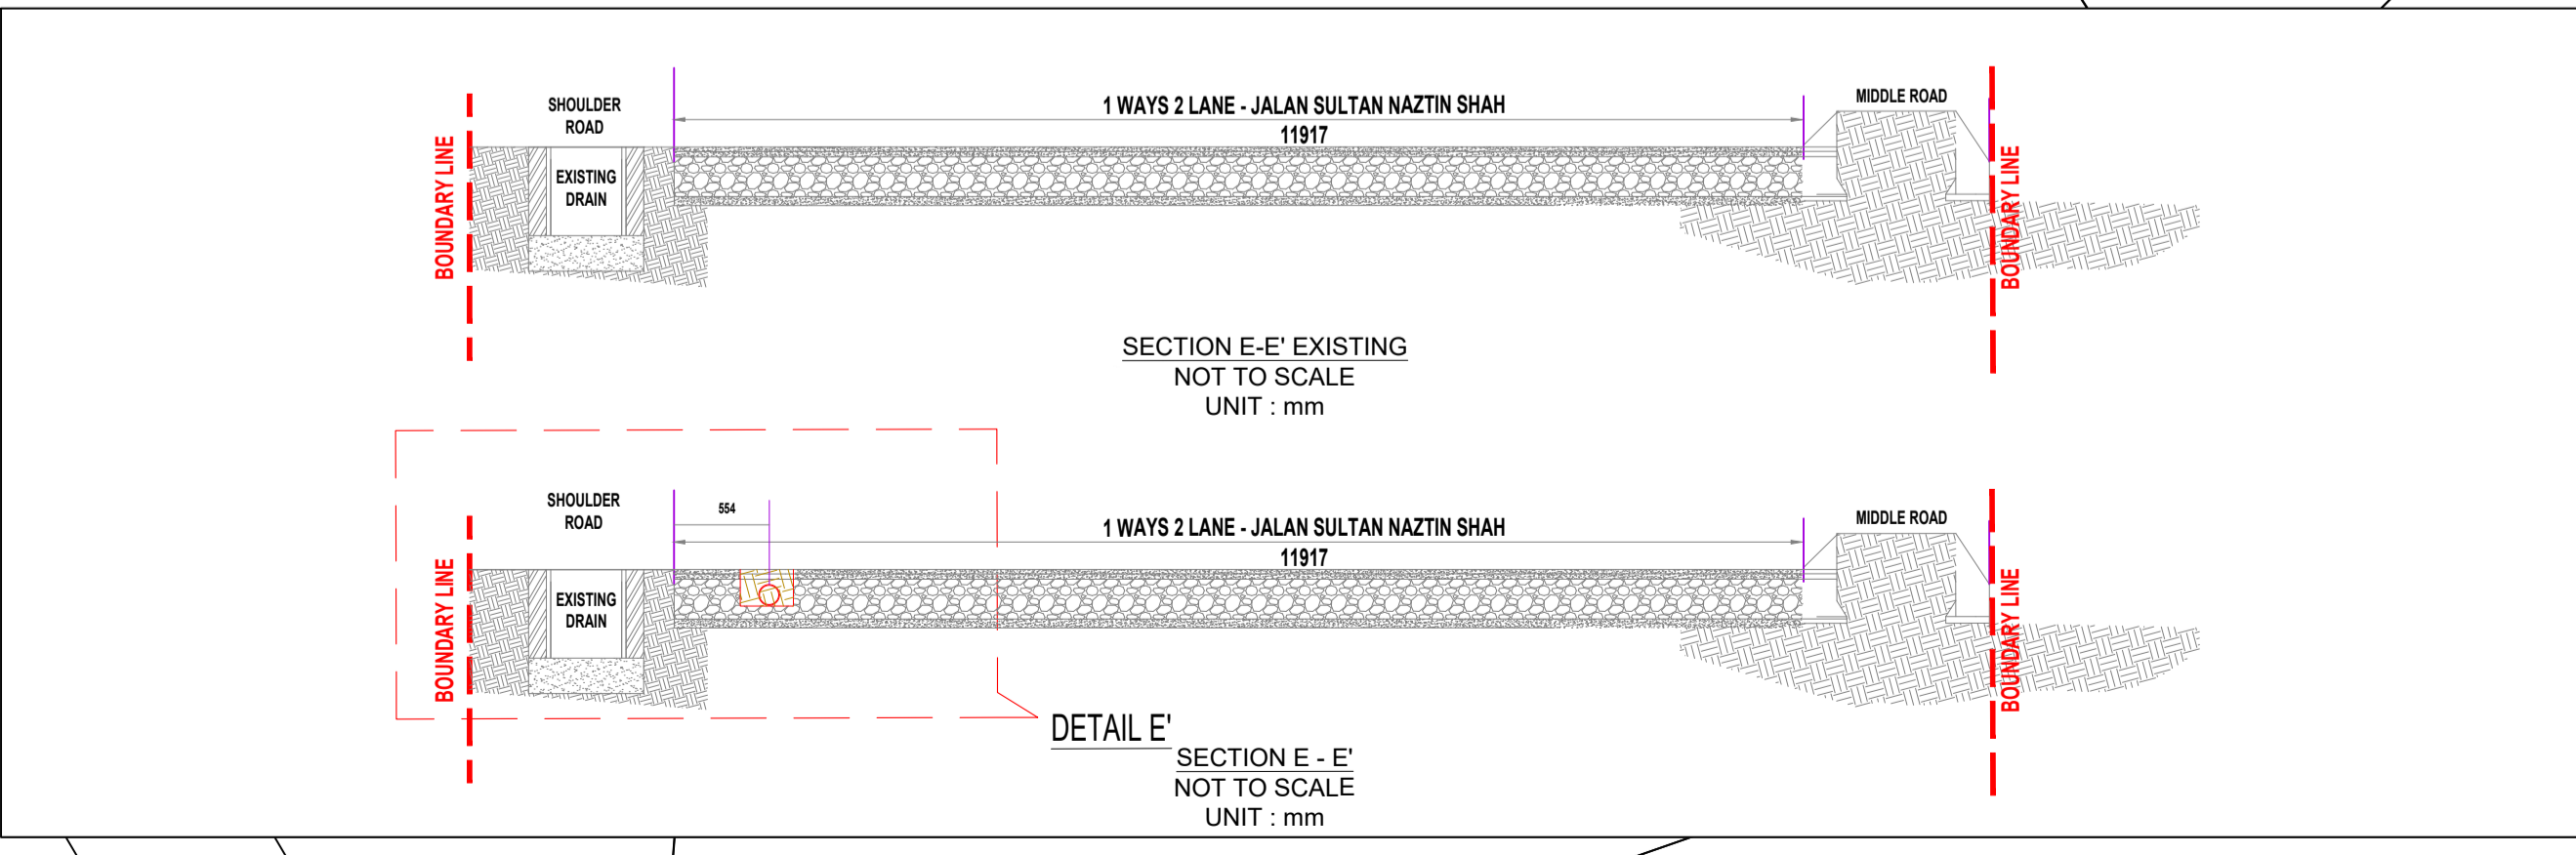 SHOULDER
ROAD
1 WAYS 2 LANE - JALAN SULTAN NAZTIN SHAH
11917
MIDDLE ROAD
BOUNDARY LINE
EXISTING
DRAIN
BOUNDARY LINE
SECTION E-E' EXISTING
NOT TO SCALE
UNIT : mm
SHOULDER
ROAD
554
1 WAYS 2 LANE - JALAN SULTAN NAZTIN SHAH
11917
MIDDLE ROAD
BOUNDARY LINE
EXISTING
DRAIN
BOUNDARY LINE
DETAIL E'
SECTION E - E'
NOT TO SCALE
UNIT : mm